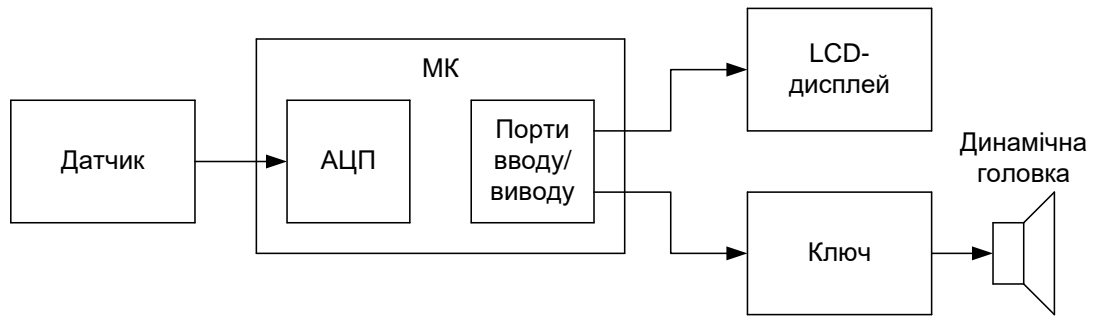 Датчик
МК
АЦП
Порти
вводу/
виводу
LCD-
дисплей
Ключ
Динамічна
головка